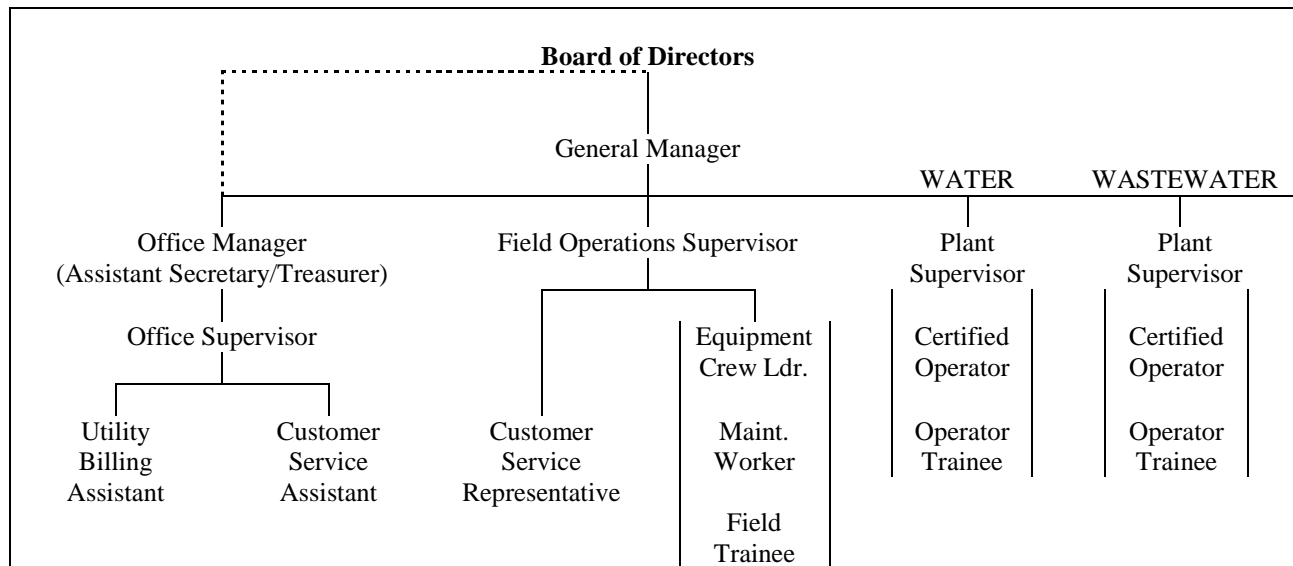 Board of Directors
General Manager
WATER
WASTEWATER
Office Manager
(Assistant Secretary/Treasurer)
Field Operations Supervisor
Plant
Supervisor
Plant
Supervisor
Office Supervisor
Equipment
Crew Ldr.
Certified
Operator
Certified
Operator
Utility
Billing
Assistant
Customer
Service
Assistant
Customer
Service
Representative
Maint.
Worker
Operator
Trainee
Operator
Trainee
Field
Trainee